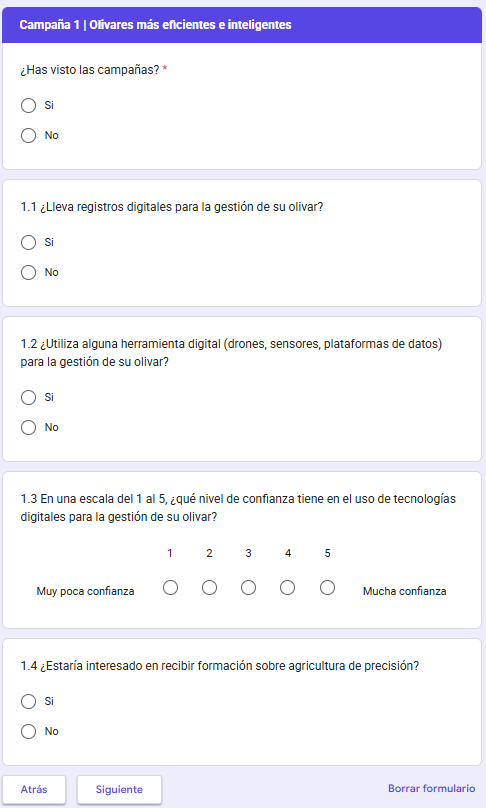 Campaña 1 | Olivares más eficientes e inteligentes
¿Has visto las campañas? *
Si
No
1.1 ¿Lleva registros digitales para la gestión de su olivar?
Si
No
1.2 ¿Utiliza alguna herramienta digital (drones, sensores, plataformas de datos)
para la gestión de su olivar?
Si
No
1.3 En una escala del 1 al 5, ¿qué nivel de confianza tiene en el uso de tecnologías
digitales para la gestión de su olivar?
1 2 3 4 5
Muy poca confianza Mucha confianza
1.4 ¿Estaría interesado en recibir formación sobre agricultura de precisión?
Si
No
Atrás Siguiente Borrar formulario